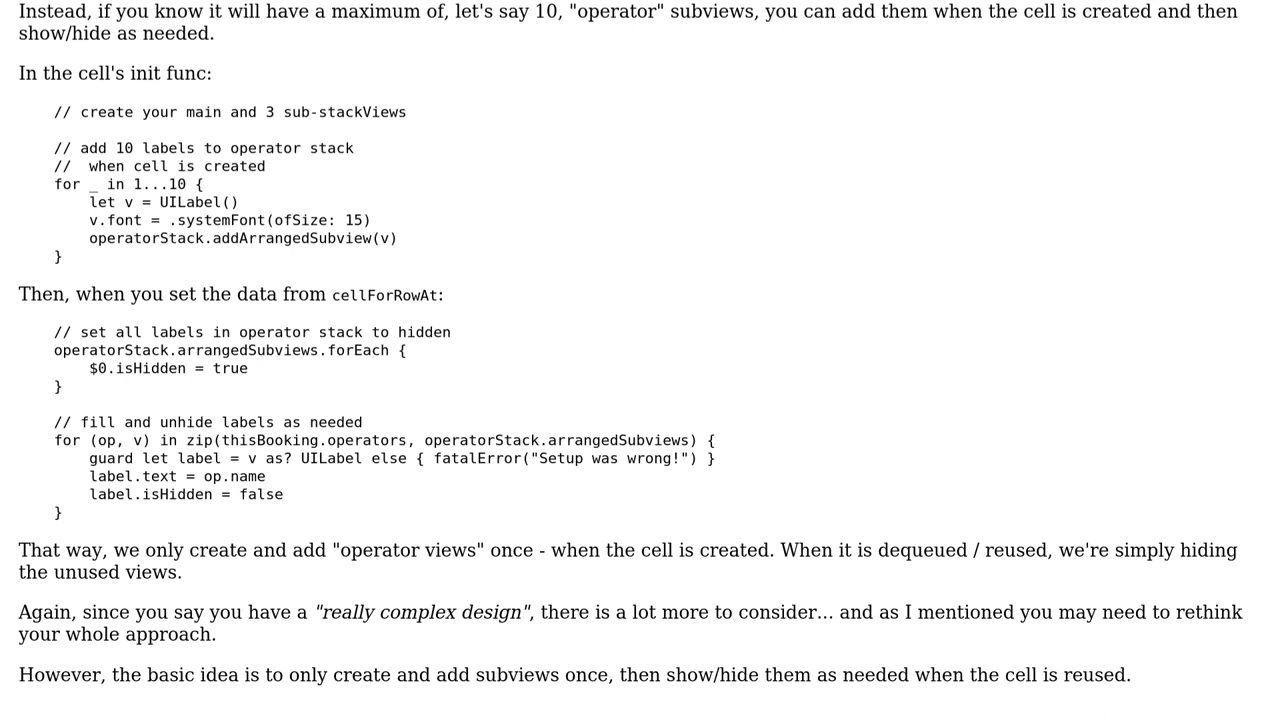 Instead, if you know it will have a maximum of, let's say 10, "operator" subviews, you can add them when the cell is created and then
show/hide as needed.
In the cell's init func:
// create your main and 3 sub-stackViews
// add 10 labels to operator stack
//  when cell is created
for _ in 1...10 {
    let v = UILabel()
    v.font = .systemFont(ofSize: 15)
    operatorStack.addArrangedSubview(v)
}
Then, when you set the data from cellForRowAt:
// set all labels in operator stack to hidden
operatorStack.arrangedSubviews.forEach {
    $0.isHidden = true
}
// fill and unhide labels as needed
for (op, v) in zip(thisBooking.operators, operatorStack.arrangedSubviews) {
    guard let label = v as? UILabel else { fatalError("Setup was wrong!") }
    label.text = op.name
    label.isHidden = false
}
That way, we only create and add "operator views" once - when the cell is created. When it is dequeued / reused, we're simply hiding
the unused views.
Again, since you say you have a "really complex design", there is a lot more to consider... and as I mentioned you may need to rethink
your whole approach.
However, the basic idea is to only create and add subviews once, then show/hide them as needed when the cell is reused.